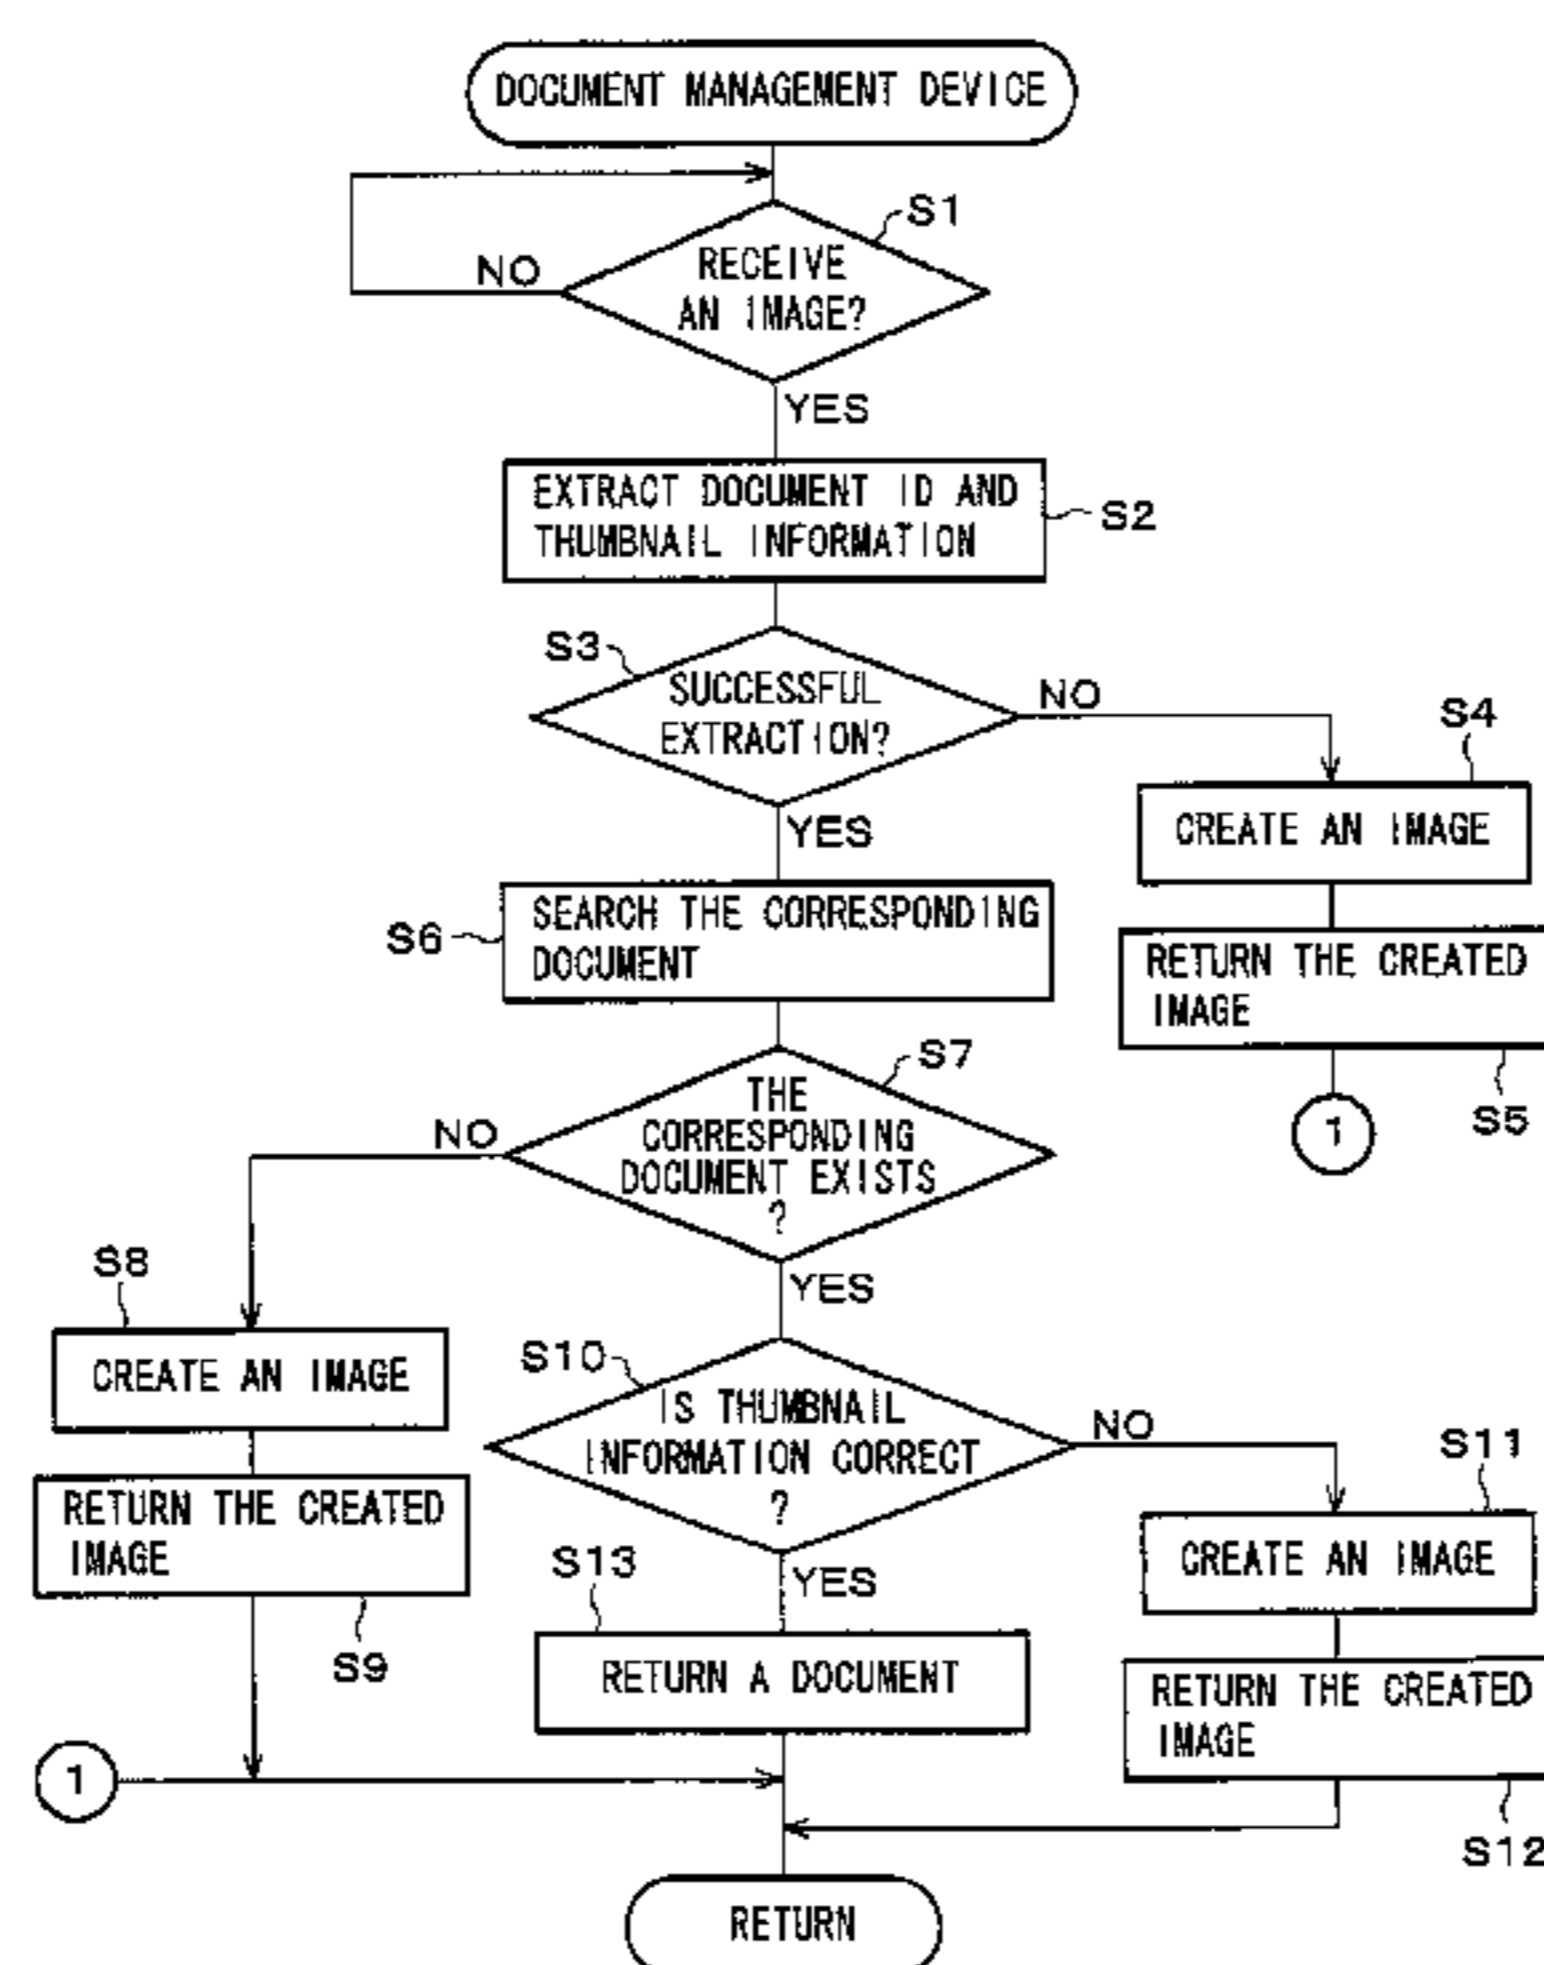 DOCUMENT MANAGEMENT DEVICE
S1
RECEIVE
AN IMAGE?
NO
YES
EXTRACT DOCUMENT ID AND
THUMBNAIL INFORMATION
S2
S3
SUCCESSFUL
EXTRACTION?
NO
YES
S4
CREATE AN IMAGE
RETURN THE CREATED
IMAGE
S5
1
S6
SEARCH THE CORRESPONDING
DOCUMENT
S7
THE
CORRESPONDING
DOCUMENT EXISTS
?
NO
YES
S8
CREATE AN IMAGE
RETURN THE CREATED
IMAGE
S9
S10
IS THUMBNAIL
INFORMATION CORRECT
?
NO
YES
S11
CREATE AN IMAGE
RETURN THE CREATED
IMAGE
S12
S13
RETURN A DOCUMENT
1
RETURN